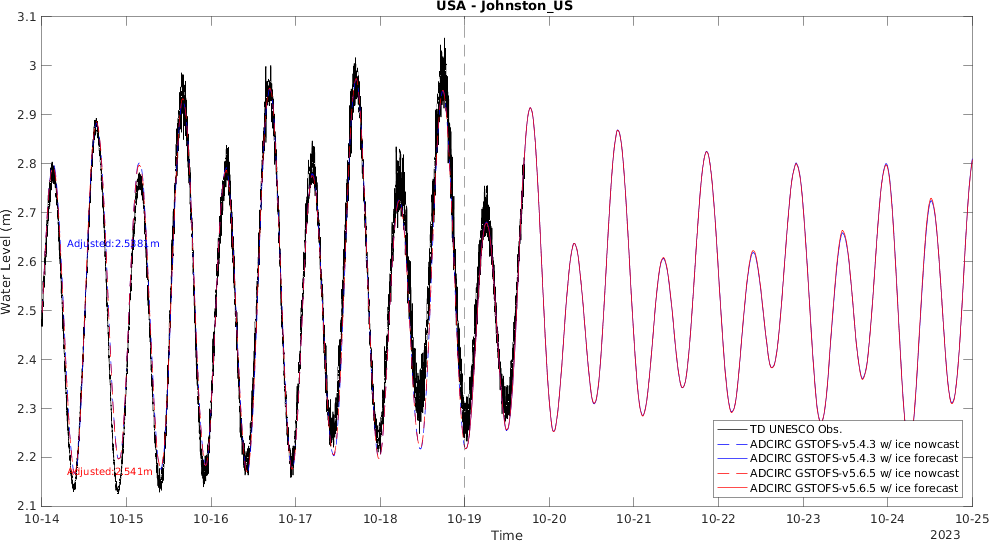 USA - Johnston_US
3.1
3
2.9
2.8
2.7
2.6
2.5
2.4
2.3
2.2
2.1
Water Level (m)
Adjusted:2.5381m
Adjusted:2.541m
TD UNESCO Obs.
ADCIRC GSTOFS-v5.4.3 w/ ice nowcast
ADCIRC GSTOFS-v5.4.3 w/ ice forecast
ADCIRC GSTOFS-v5.6.5 w/ ice nowcast
ADCIRC GSTOFS-v5.6.5 w/ ice forecast
10-14 10-15 10-16 10-17 10-18 10-19 10-20 10-21 10-22 10-23 10-24 10-25
Time
2023